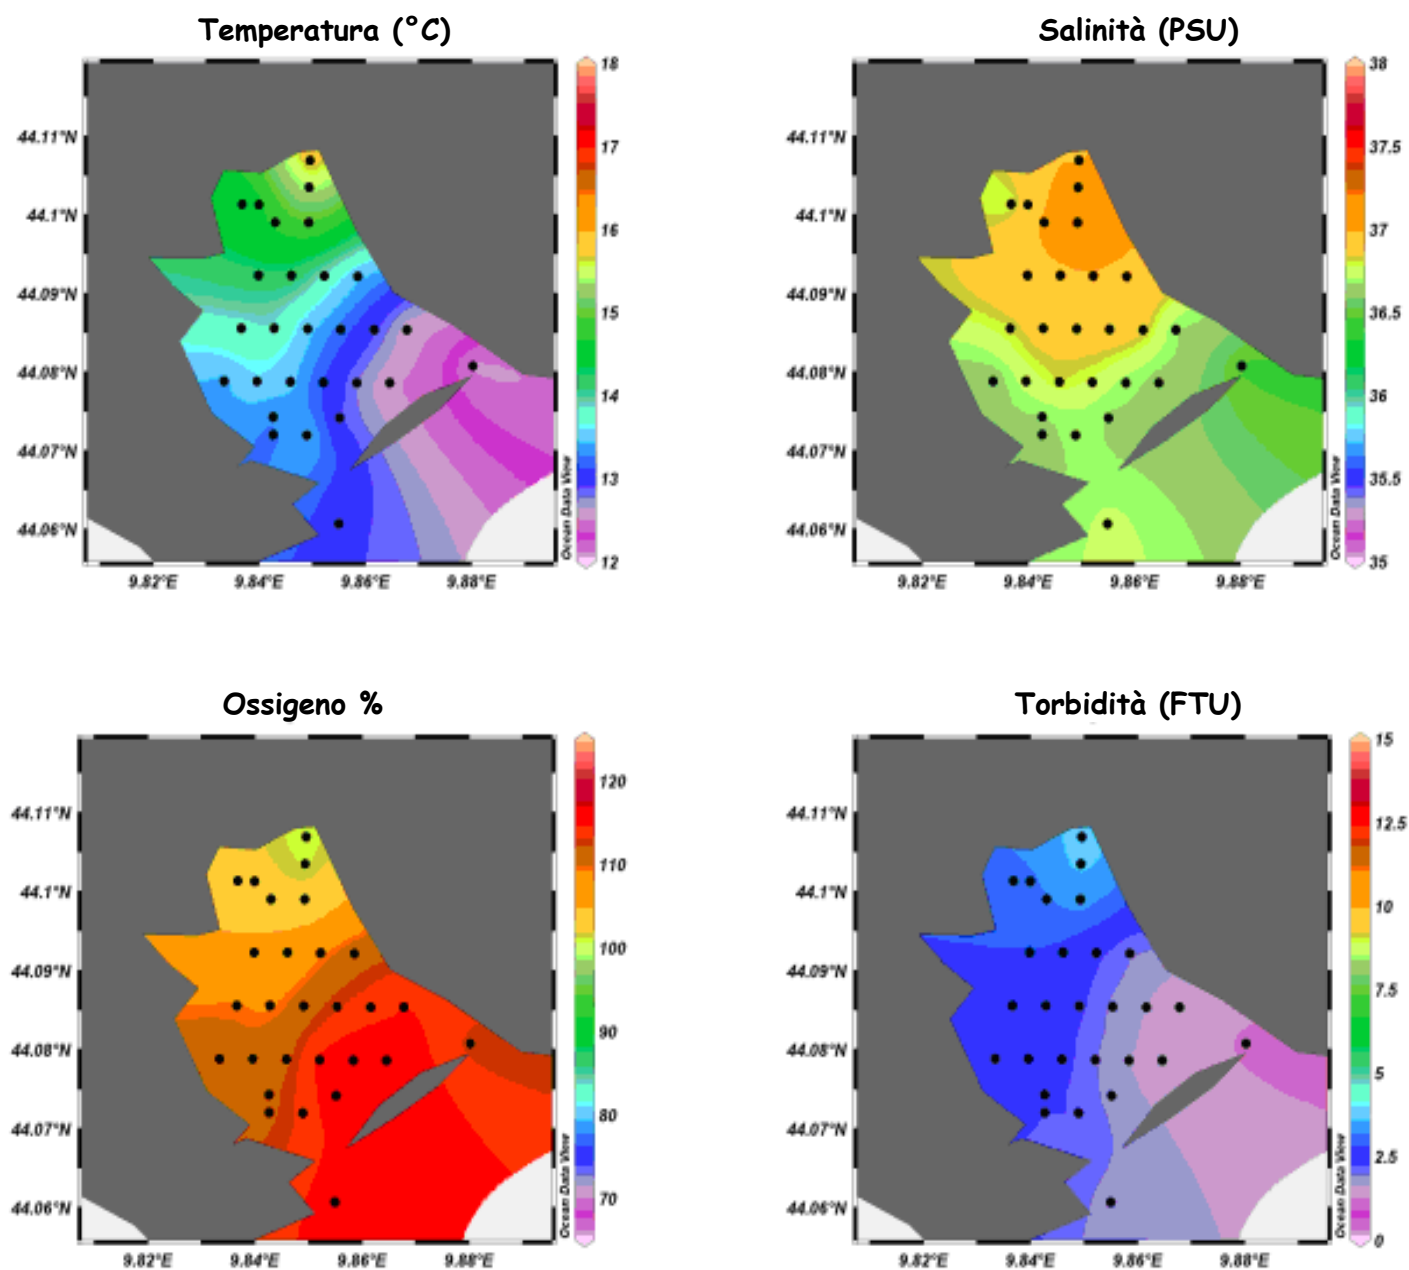 Temperatura (°C)
18
17
16
15
14
13
12
44.11°N
44.1°N
44.09°N
44.08°N
44.07°N
44.06°N
9.82°E 9.84°E 9.86°E 9.88°E
Ocean Data View
Salinità (PSU)
38
37.5
37
36.5
36
35.5
35
44.11°N
44.1°N
44.09°N
44.08°N
44.07°N
44.06°N
9.82°E 9.84°E 9.86°E 9.88°E
Ocean Data View
Ossigeno %
120
110
100
90
80
70
44.11°N
44.1°N
44.09°N
44.08°N
44.07°N
44.06°N
9.82°E 9.84°E 9.86°E 9.88°E
Ocean Data View
Torbidità (FTU)
15
12.5
10
7.5
5
2.5
0
44.11°N
44.1°N
44.09°N
44.08°N
44.07°N
44.06°N
9.82°E 9.84°E 9.86°E 9.88°E
Ocean Data View